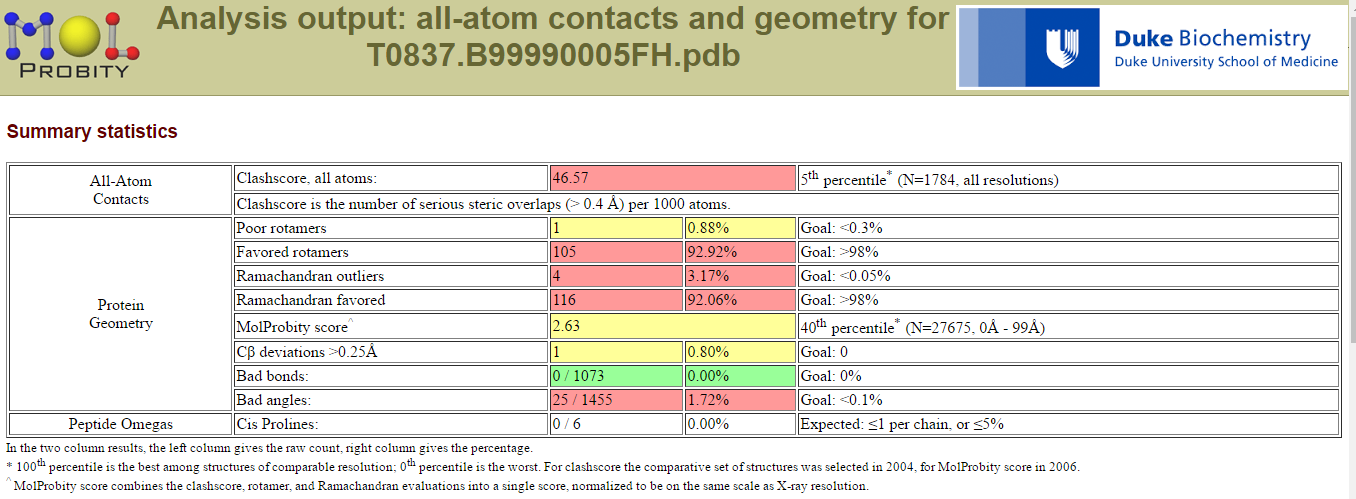 MOL
PROBITY
Analysis output: all-atom contacts and geometry for
T0837.B99990005FH.pdb
Duke Biochemistry
Duke University School of Medicine
Summary statistics
All-Atom
Contacts
Clashscore, all atoms: 46.57 5th percentile* (N=1784, all resolutions)
Clashscore is the number of serious steric overlaps (> 0.4 Å) per 1000 atoms.
Protein
Geometry
Poor rotamers 1 0.88% Goal: <0.3%
Favored rotamers 105 92.92% Goal: >98%
Ramachandran outliers 4 3.17% Goal: <0.05%
Ramachandran favored 116 92.06% Goal: >98%
MolProbity score^ 2.63 40th percentile* (N=27675, 0Å - 99Å)
Cβ deviations >0.25Å 1 0.80% Goal: 0
Bad bonds: 0 / 1073 0.00% Goal: 0%
Bad angles: 25 / 1455 1.72% Goal: <0.1%
Peptide Omegas Cis Prolines: 0 / 6 0.00% Expected: ≤1 per chain, or ≤5%
In the two column results, the left column gives the raw count, right column gives the percentage.
* 100th percentile is the best among structures of comparable resolution; 0th percentile is the worst. For clashscore the comparative set of structures was selected in 2004, for MolProbity score in 2006.
^ MolProbity score combines the clashscore, rotamer, and Ramachandran evaluations into a single score, normalized to be on the same scale as X-ray resolution.